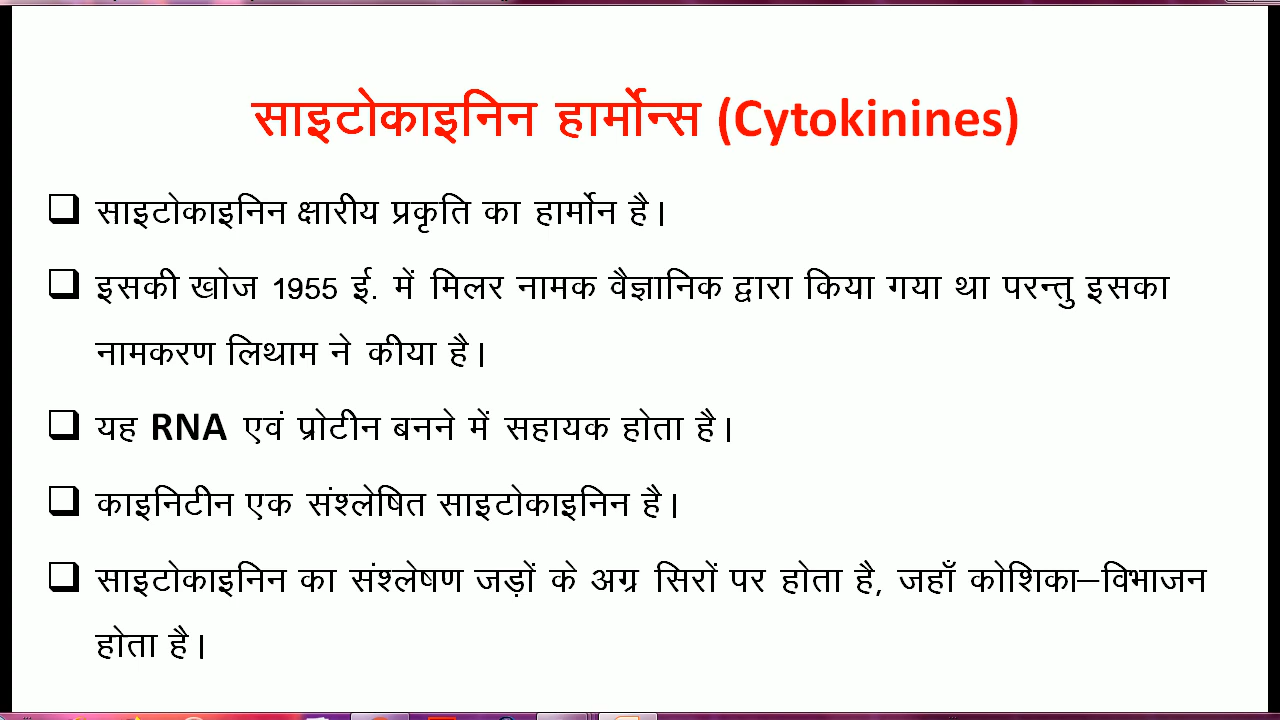 साइटोकाइनिन हार्मोन्स (Cytokinines)
साइटोकाइनिन क्षारीय प्रकृति का हार्मोन है।
इसकी खोज 1955 ई. में मिलर नामक वैज्ञानिक द्वारा किया गया था परन्तु इसका
नामकरण लिथाम ने कीया है।
यह RNA एवं प्रोटीन बनने में सहायक होता है।
काइनिटीन एक संश्लेषित साइटोकाइनिन है।
साइटोकाइनिन का संश्लेषण जड़ों के अग्र सिरों पर होता है, जहाँ कोशिका–विभाजन
होता है।